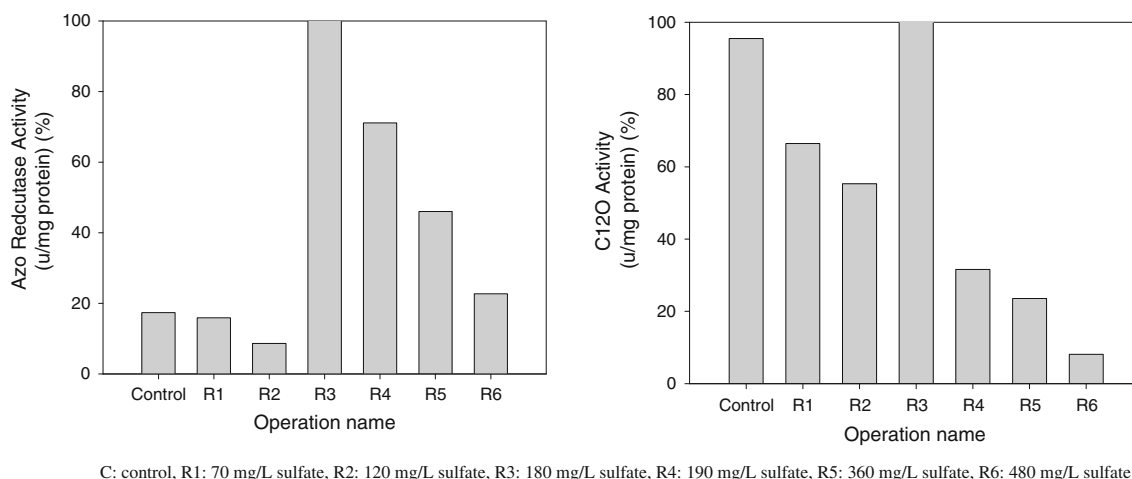 Azo Redcutase Activity
(u/mg protein) (%)
100
80
60
40
20
0
Control R1 R2 R3 R4 R5 R6
Operation name
C12O Activity
(u/mg protein) (%)
100
80
60
40
20
0
Control R1 R2 R3 R4 R5 R6
Operation name
C: control, R1: 70 mg/L sulfate, R2: 120 mg/L sulfate, R3: 180 mg/L sulfate, R4: 190 mg/L sulfate, R5: 360 mg/L sulfate, R6: 480 mg/L sulfate